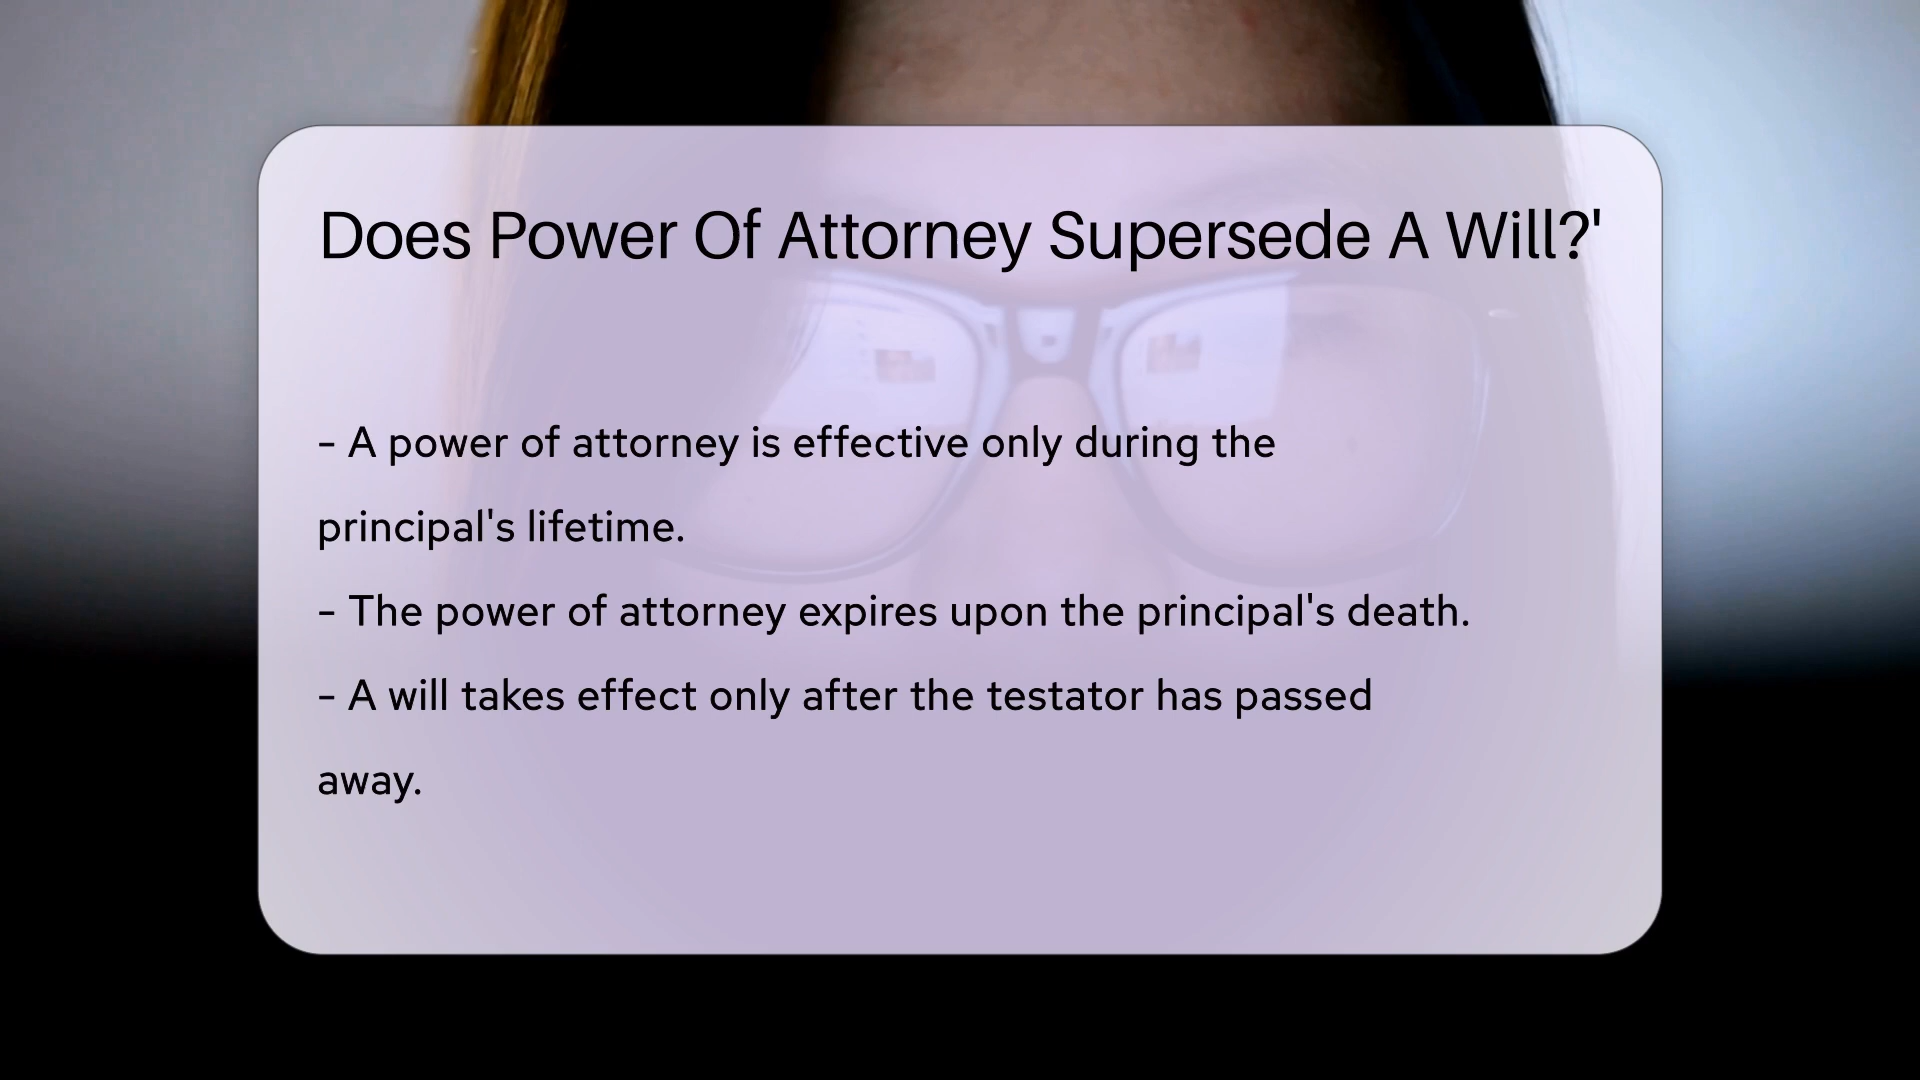 Does Power Of Attorney Supersede A Will?'
- A power of attorney is effective only during the
principal's lifetime.
- The power of attorney expires upon the principal's death.
- A will takes effect only after the testator has passed
away.